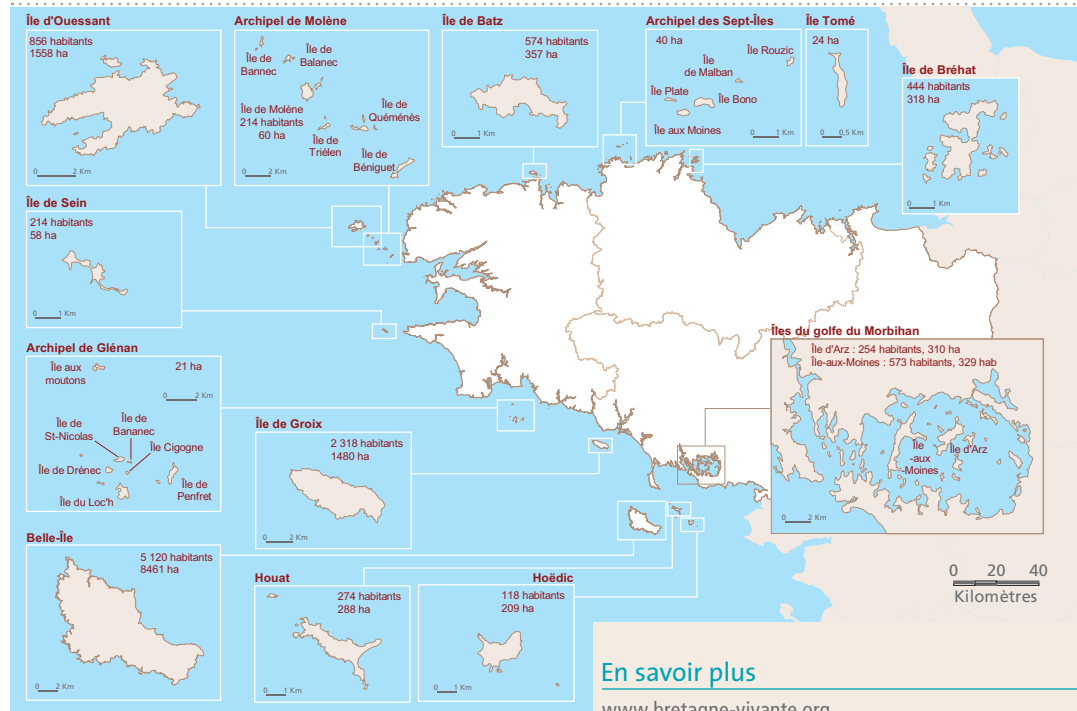 Île d'Ouessant
856 habitants
1558 ha
0 2 Km
Archipel de Molène
Île de
Bannec
Île de
Balanec
Île de Molène
214 habitants
60 ha
Île de
Quéménès
Île de
Triélen
Île de
Béniguet
0 2 Km
Île de Batz
574 habitants
357 ha
0 1 Km
Archipel des Sept-Îles
40 ha
Île Rouzic
Île
de Malban
Île Plate
Île Bono
Île aux Moines
0 1 Km
Île Tomé
24 ha
0 0,5 Km
Île de Bréhat
444 habitants
318 ha
0 1 Km
Île de Sein
214 habitants
58 ha
0 1 Km
Archipel de Glénan
Île aux
moutons
21 ha
0 2 Km
Île de
St-Nicolas
Île de
Bananec
Île Cigogne
Île de Drénec
Île de
Penfret
Île du Loc'h
Île de Groix
2 318 habitants
1480 ha
0 2 Km
Îles du golfe du Morbihan
Île d'Arz : 254 habitants, 310 ha
Île-aux-Moines : 573 habitants, 329 hab
Île
-aux
-Moines
Île d'Arz
0 2 Km
Belle-Île
5 120 habitants
8461 ha
0 2 Km
Houat
274 habitants
288 ha
0 1 Km
Hoëdic
118 habitants
209 ha
0 1 Km
0 20 40
Kilomètres
En savoir plus
www.bretagne-vivante.org